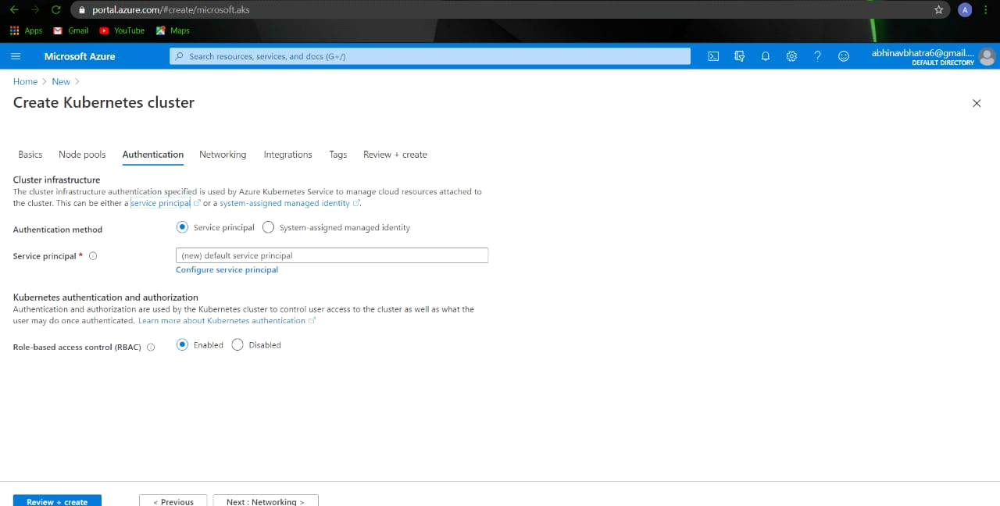 portal.azure.com/#create/microsoft.aks
A
Apps Gmail YouTube Maps
Microsoft Azure
Search resources, services, and docs (G+/)
abhinavbhatra6@gmail....
DEFAULT DIRECTORY
Home > New >
Create Kubernetes cluster
Basics Node pools Authentication Networking Integrations Tags Review + create
Cluster infrastructure
The cluster infrastructure authentication specified is used by Azure Kubernetes Service to manage cloud resources attached to
the cluster. This can be either a service principal or a system-assigned managed identity .
Authentication method Service principal System-assigned managed identity
Service principal * (new) default service principal
Configure service principal
Kubernetes authentication and authorization
Authentication and authorization are used by the Kubernetes cluster to control user access to the cluster as well as what the
user may do once authenticated. Learn more about Kubernetes authentication
Role-based access control (RBAC) Enabled Disabled
Review + create < Previous Next : Networking >